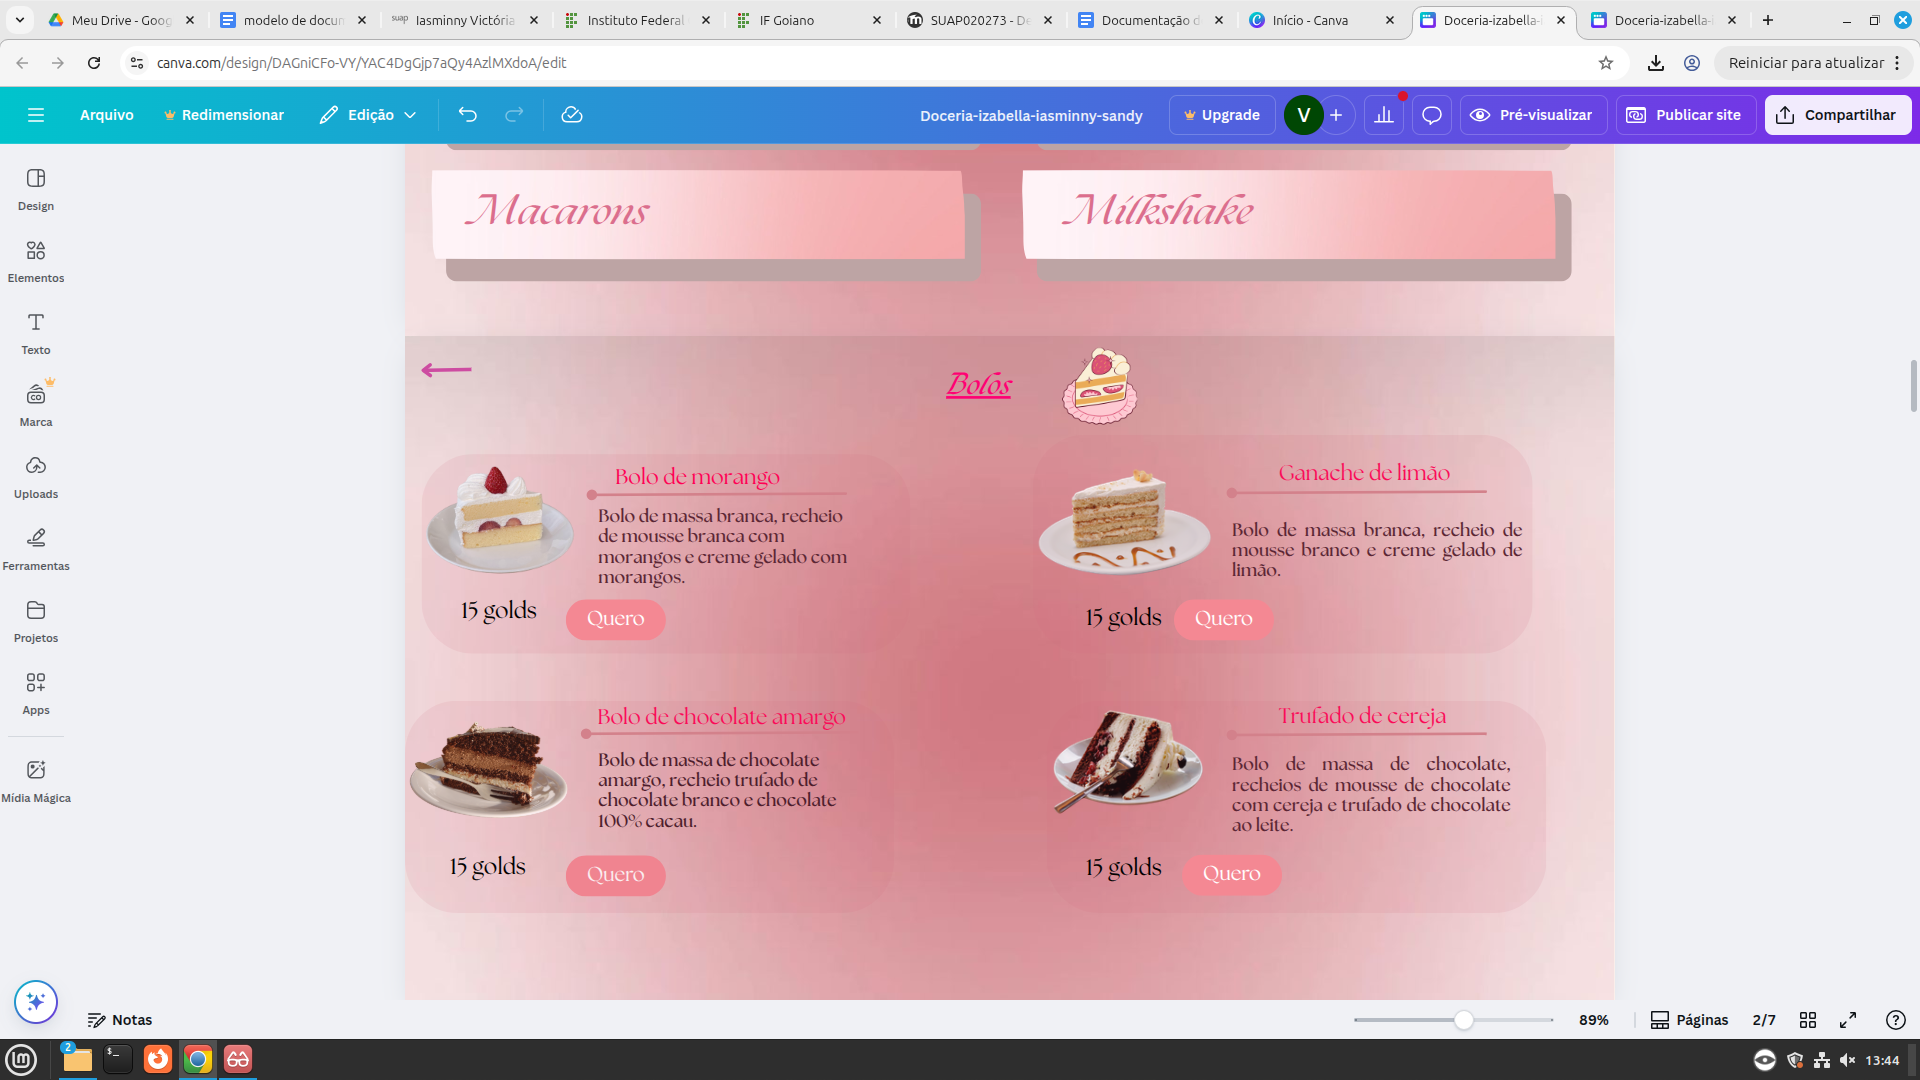 Meu Drive - Goog
modelo de docun
suap
Iasminny Victória
Instituto Federal
IF Goiano
SUAP020273 - De
Documentação d
Início - Canva
Doceria-izabella-i
Doceria-izabella-i
canva.com/design/DAGniCFo-VY/YAC4DgGjp7aQy4AzlMXdoA/edit
Reiniciar para atualizar
Arquivo
Redimensionar
Edição
Doceria-izabella-iasminny-sandy
Upgrade
V
Pré-visualizar
Publicar site
Compartilhar
Design
Elementos
Texto
Marca
Uploads
Ferramentas
Projetos
Apps
Mídia Mágica
Macarons
Milkshake
Bolos
Bolo de morango
Bolo de massa branca, recheio
de mousse branca com
morangos e creme gelado com
morangos.
15 golds
Quero
Ganache de limão
Bolo de massa branca, recheio de
mousse branco e creme gelado de
limão.
15 golds
Quero
Bolo de chocolate amargo
Bolo de massa de chocolate
amargo, recheio trufado de
chocolate branco e chocolate
100% cacau.
15 golds
Quero
Trufado de cereja
Bolo de massa de chocolate,
recheios de mousse de chocolate
com cereja e trufado de chocolate
ao leite.
15 golds
Quero
Notas
89%
Páginas
2/7
2
13:44